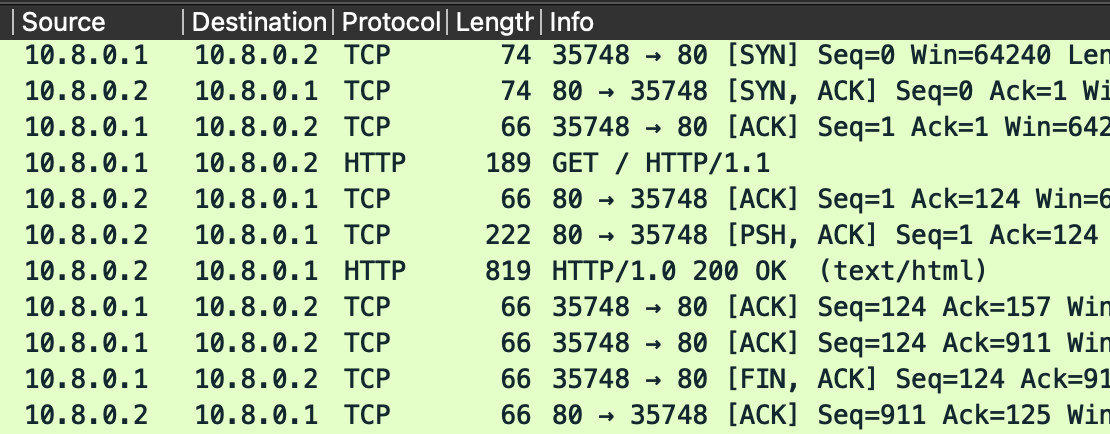 Source Destination Protocol Length Info
10.8.0.1 10.8.0.2 TCP 74 35748 → 80 [SYN] Seq=0 Win=64240 Len
10.8.0.2 10.8.0.1 TCP 74 80 → 35748 [SYN, ACK] Seq=0 Ack=1 Wi
10.8.0.1 10.8.0.2 TCP 66 35748 → 80 [ACK] Seq=1 Ack=1 Win=642
10.8.0.1 10.8.0.2 HTTP 189 GET / HTTP/1.1
10.8.0.2 10.8.0.1 TCP 66 80 → 35748 [ACK] Seq=1 Ack=124 Win=6
10.8.0.2 10.8.0.1 TCP 222 80 → 35748 [PSH, ACK] Seq=1 Ack=124
10.8.0.2 10.8.0.1 HTTP 819 HTTP/1.0 200 OK (text/html)
10.8.0.1 10.8.0.2 TCP 66 35748 → 80 [ACK] Seq=124 Ack=157 Win
10.8.0.1 10.8.0.2 TCP 66 35748 → 80 [ACK] Seq=124 Ack=911 Win
10.8.0.1 10.8.0.2 TCP 66 35748 → 80 [FIN, ACK] Seq=124 Ack=91
10.8.0.2 10.8.0.1 TCP 66 80 → 35748 [ACK] Seq=911 Ack=125 Win